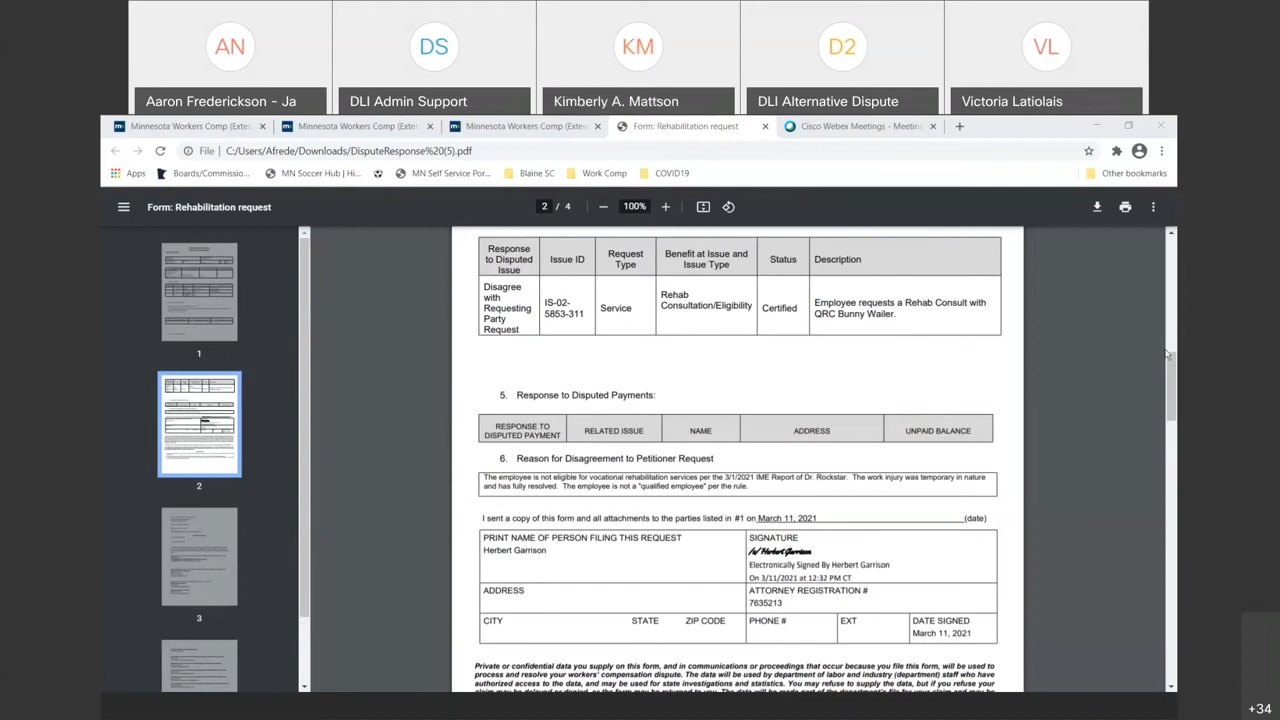 AN
DS
KM
D2
VL
Aaron Frederickson - Ja
DLI Admin Support
Kimberly A. Mattson
DLI Alternative Dispute
Victoria Latiolais
Minnesota Workers Comp (Exte
Minnesota Workers Comp (Exte
Minnesota Workers Comp (Exte
Form: Rehabilitation request
Cisco Webex Meetings - Meetin
File
C:/Users/Afrede/Downloads/DisputeResponse%20(5).pdf
Apps
Boards/Commissio...
MN Soccer Hub | Hi...
MN Self Service Por...
Blaine SC
Work Comp
COVID19
Other bookmarks
Form: Rehabilitation request
2 / 4
100%
1
2
3
Response
to Disputed
Issue
Issue ID
Request
Type
Benefit at Issue and
Issue Type
Status
Description
Disagree
with
Requesting
Party
Request
IS-02-
5853-311
Service
Rehab
Consultation/Eligibility
Certified
Employee requests a Rehab Consult with
QRC Bunny Wailer.
5. Response to Disputed Payments:
RESPONSE TO
DISPUTED PAYMENT
RELATED ISSUE
NAME
ADDRESS
UNPAID BALANCE
6. Reason for Disagreement to Petitioner Request
The employee is not eligible for vocational rehabilitation services per the 3/1/2021 IME Report of Dr. Rockstar. The work injury was temporary in nature
and has fully resolved. The employee is not a "qualified employee" per the rule.
I sent a copy of this form and all attachments to the parties listed in #1 on March 11, 2021 (date)
PRINT NAME OF PERSON FILING THIS REQUEST
Herbert Garrison
SIGNATURE
/s/ Herbert Garrison
Electronically Signed By Herbert Garrison
On 3/11/2021 at 12:32 PM CT
ADDRESS
ATTORNEY REGISTRATION #
7635213
CITY
STATE
ZIP CODE
PHONE #
EXT
DATE SIGNED
March 11, 2021
Private or confidential data you supply on this form, and in communications or proceedings that occur because you file this form, will be used to
process and resolve your workers' compensation dispute. The data will be used by department of labor and industry (department) staff who have
authorized access to the data, and may be used for state investigations and statistics. You may refuse to supply the data, but if you refuse your
+34